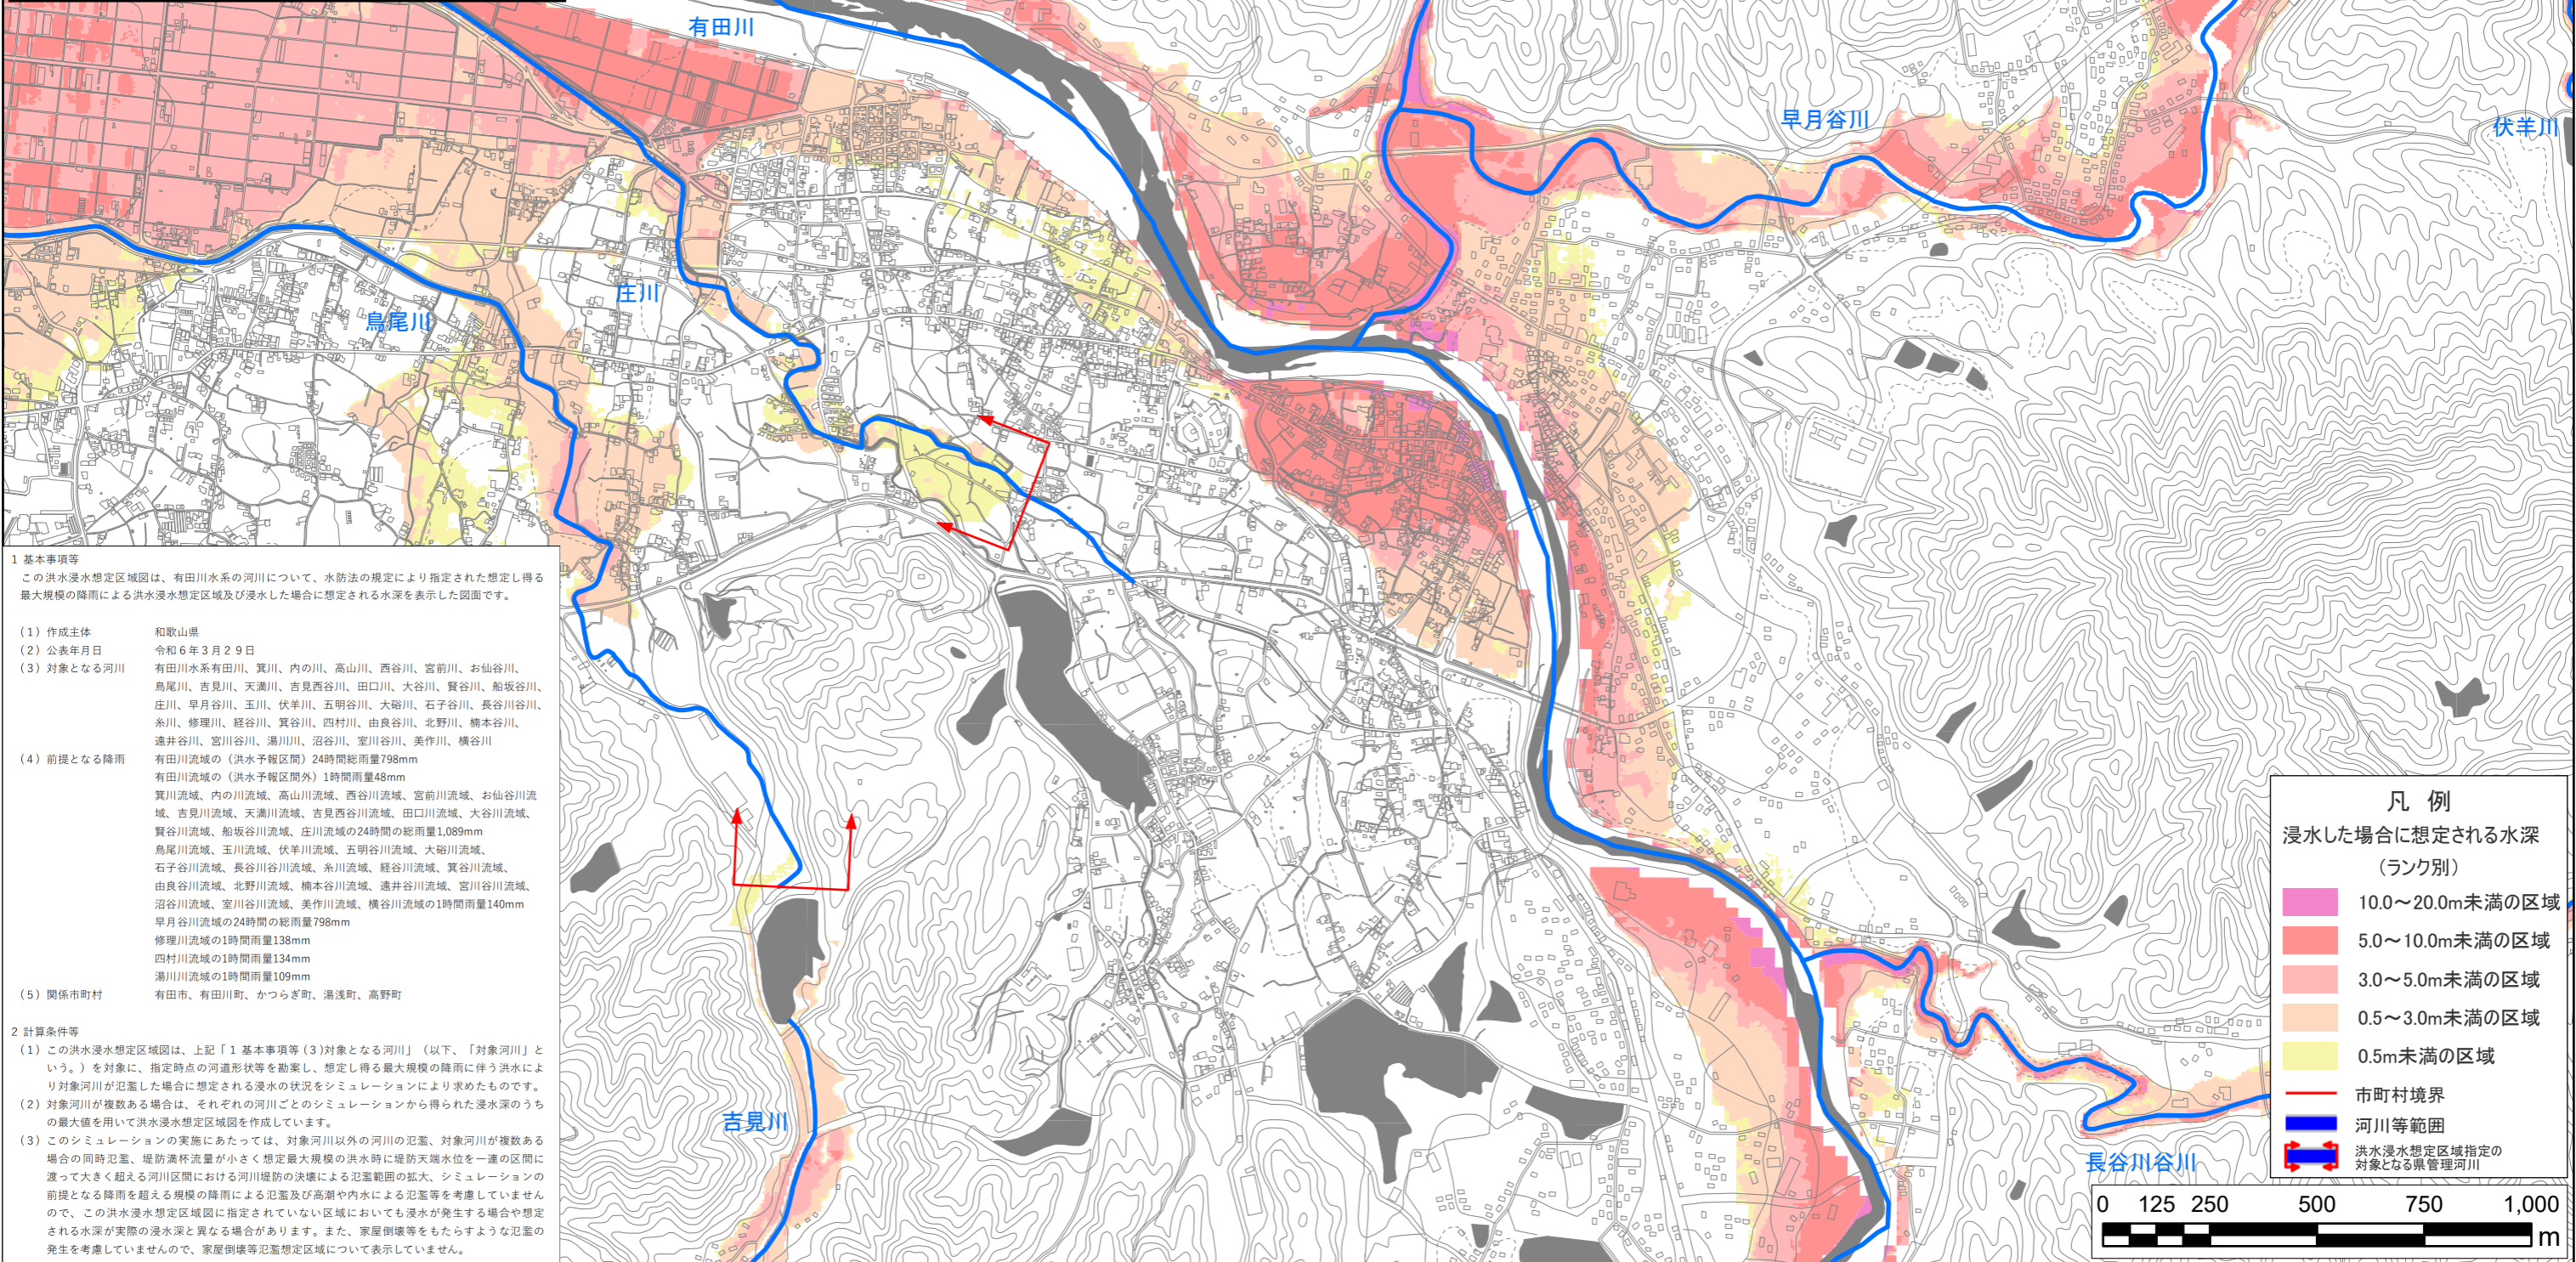 有田川
早月谷川
伏羊川
庄川
鳥尾川
吉見川
長谷川谷川
1 基本事項等
この洪水浸水想定区域図は、有田川水系の河川について、水防法の規定により指定された想定し得る
最大規模の降雨による洪水浸水想定区域及び浸水した場合に想定される水深を表示した図面です。
(1) 作成主体 和歌山県
(2) 公表年月日 令和6年3月29日
(3) 対象となる河川 有田川水系有田川、箕川、内の川、高山川、西谷川、宮前川、お仙谷川、
鳥尾川、吉見川、天満川、吉見西谷川、田口川、大谷川、賢谷川、船坂谷川、
庄川、早月谷川、玉川、伏羊川、五明谷川、大硲川、石子谷川、長谷川谷川、
糸川、修理川、経谷川、箕谷川、四村川、由良谷川、北野川、楠本谷川、
遠井谷川、宮川谷川、湯川川、沼谷川、室川谷川、美作川、横谷川
(4) 前提となる降雨 有田川流域の（洪水予報区間）24時間総雨量798mm
有田川流域の（洪水予報区間外）1時間雨量48mm
箕川流域、内の川流域、高山川流域、西谷川流域、宮前川流域、お仙谷川流
域、吉見川流域、天満川流域、吉見西谷川流域、田口川流域、大谷川流域、
賢谷川流域、船坂谷川流域、庄川流域の24時間の総雨量1,089mm
鳥尾川流域、玉川流域、伏羊川流域、五明谷川流域、大硲川流域、
石子谷川流域、長谷川谷川流域、糸川流域、経谷川流域、箕谷川流域、
由良谷川流域、北野川流域、楠本谷川流域、遠井谷川流域、宮川谷川流域、
沼谷川流域、室川谷川流域、美作川流域、横谷川流域の1時間雨量140mm
早月谷川流域の24時間の総雨量798mm
修理川流域の1時間雨量138mm
四村川流域の1時間雨量134mm
湯川川流域の1時間雨量109mm
(5) 関係市町村 有田市、有田川町、かつらぎ町、湯浅町、高野町
2 計算条件等
(1) この洪水浸水想定区域図は、上記「1 基本事項等(3)対象となる河川」（以下、「対象河川」と
いう。）を対象に、指定時点の河道形状等を勘案し、想定し得る最大規模の降雨に伴う洪水によ
り対象河川が氾濫した場合に想定される浸水の状況をシミュレーションにより求めたものです。
(2) 対象河川が複数ある場合は、それぞれの河川ごとのシミュレーションから得られた浸水深のうち
の最大値を用いて洪水浸水想定区域図を作成しています。
(3) このシミュレーションの実施にあたっては、対象河川以外の河川の氾濫、対象河川が複数ある
場合の同時氾濫、堤防満杯流量が小さく想定最大規模の洪水時に堤防天端水位を一連の区間に
渡って大きく超える河川区間における河川堤防の決壊による氾濫範囲の拡大、シミュレーションの
前提となる降雨を超える規模の降雨による氾濫及び高潮や内水による氾濫等を考慮していません
ので、この洪水浸水想定区域図に指定されていない区域においても浸水が発生する場合や想定
される水深が実際の浸水深と異なる場合があります。また、家屋倒壊等をもたらすような氾濫の
発生を考慮していませんので、家屋倒壊等氾濫想定区域について表示していません。
凡 例
浸水した場合に想定される水深
(ランク別)
10.0～20.0m未満の区域
5.0～10.0m未満の区域
3.0～5.0m未満の区域
0.5～3.0m未満の区域
0.5m未満の区域
市町村境界
河川等範囲
洪水浸水想定区域指定の
対象となる県管理河川
0 125 250 500 750 1,000
m